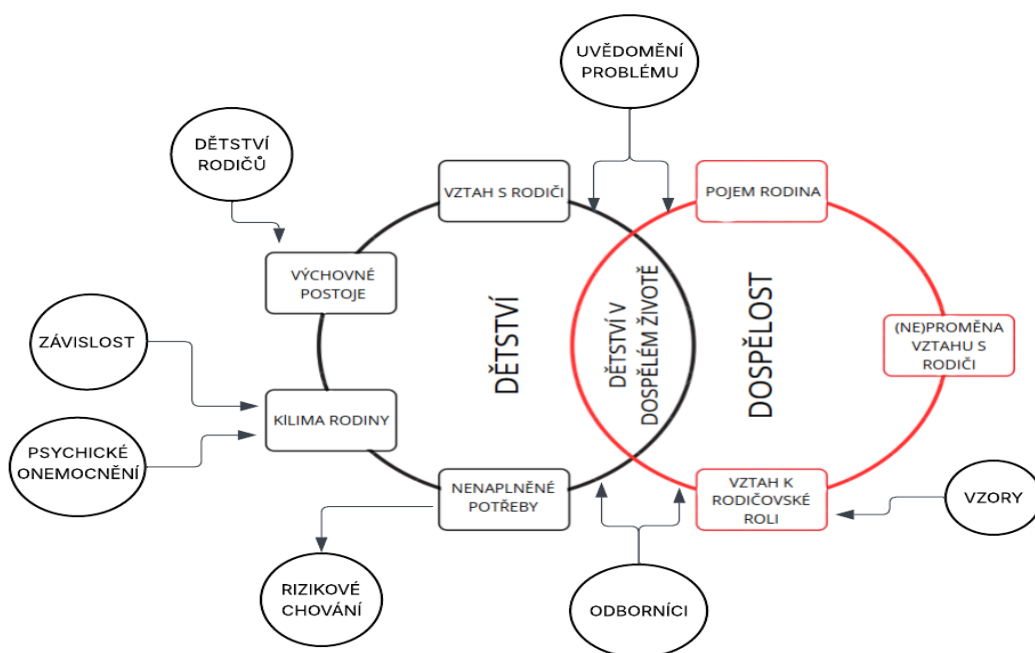 UVĚDOMĚNÍ
PROBLÉMU
DĚTSTVÍ
RODIČŮ
VZTAH S RODIČI
POJEM RODINA
VÝCHOVNÉ
POSTOJE
DĚTSTVÍ
DĚTSTVÍ V
DOSPĚLÉM ŽIVOTĚ
DOSPĚLOST
(NE)PROMĚNA
VZTAHU S
RODIČI
ZÁVISLOST
KĹLIMA RODINY
PSYCHICKÉ
ONEMOCNĚNÍ
NENAPLNĚNÉ
POTŘEBY
VZTAH K
RODIČOVSKÉ
ROLI
VZORY
RIZIKOVÉ
CHOVÁNÍ
ODBORNÍCI